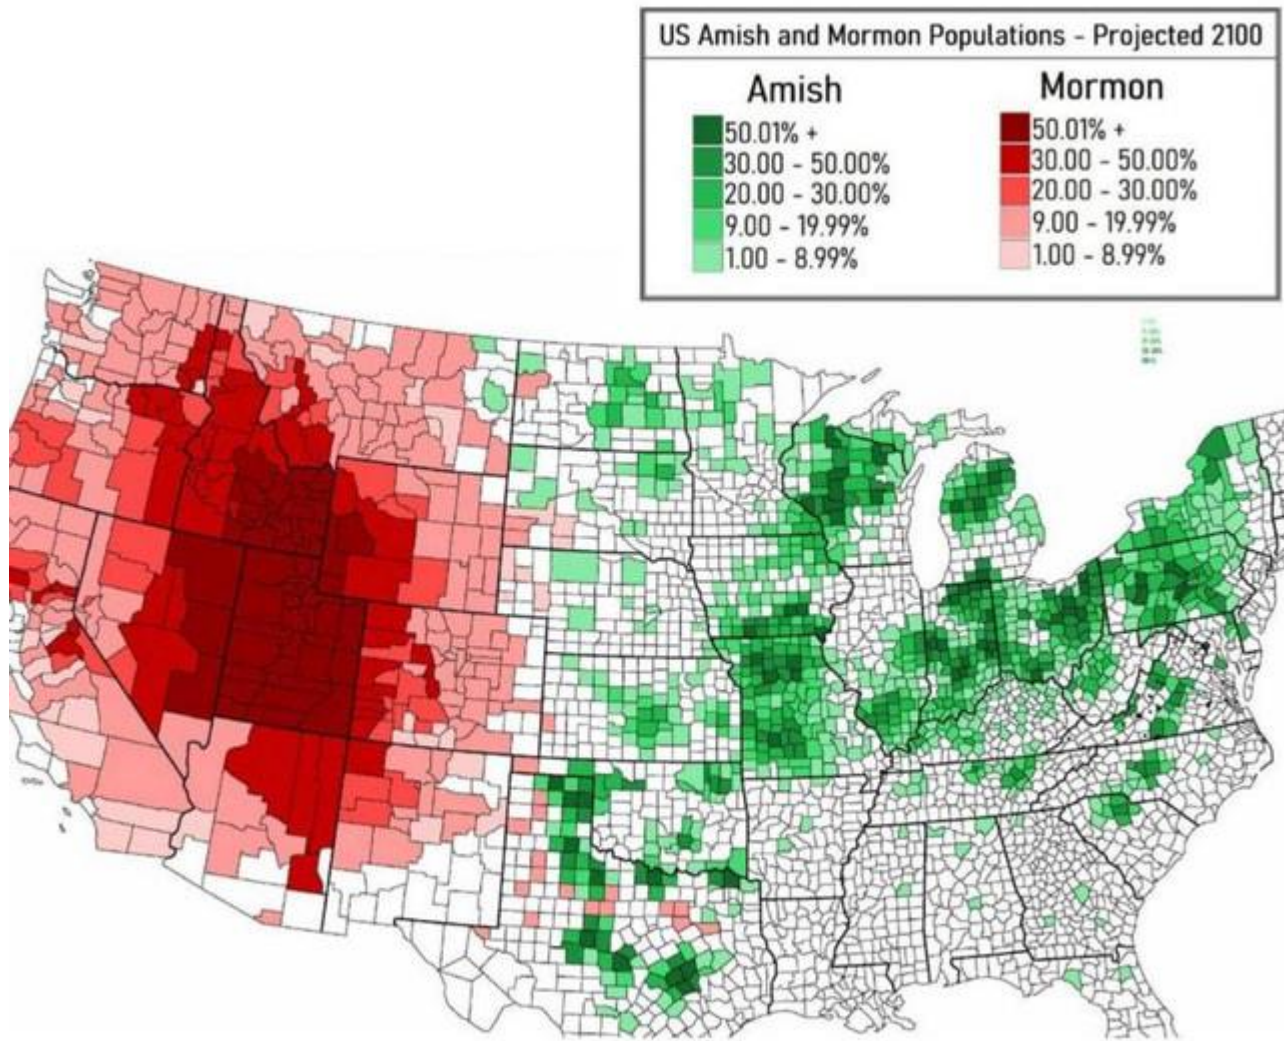 US Amish and Mormon Populations - Projected 2100
Amish
50.01% +
30.00 - 50.00%
20.00 - 30.00%
9.00 - 19.99%
1.00 - 8.99%
Mormon
50.01% +
30.00 - 50.00%
20.00 - 30.00%
9.00 - 19.99%
1.00 - 8.99%